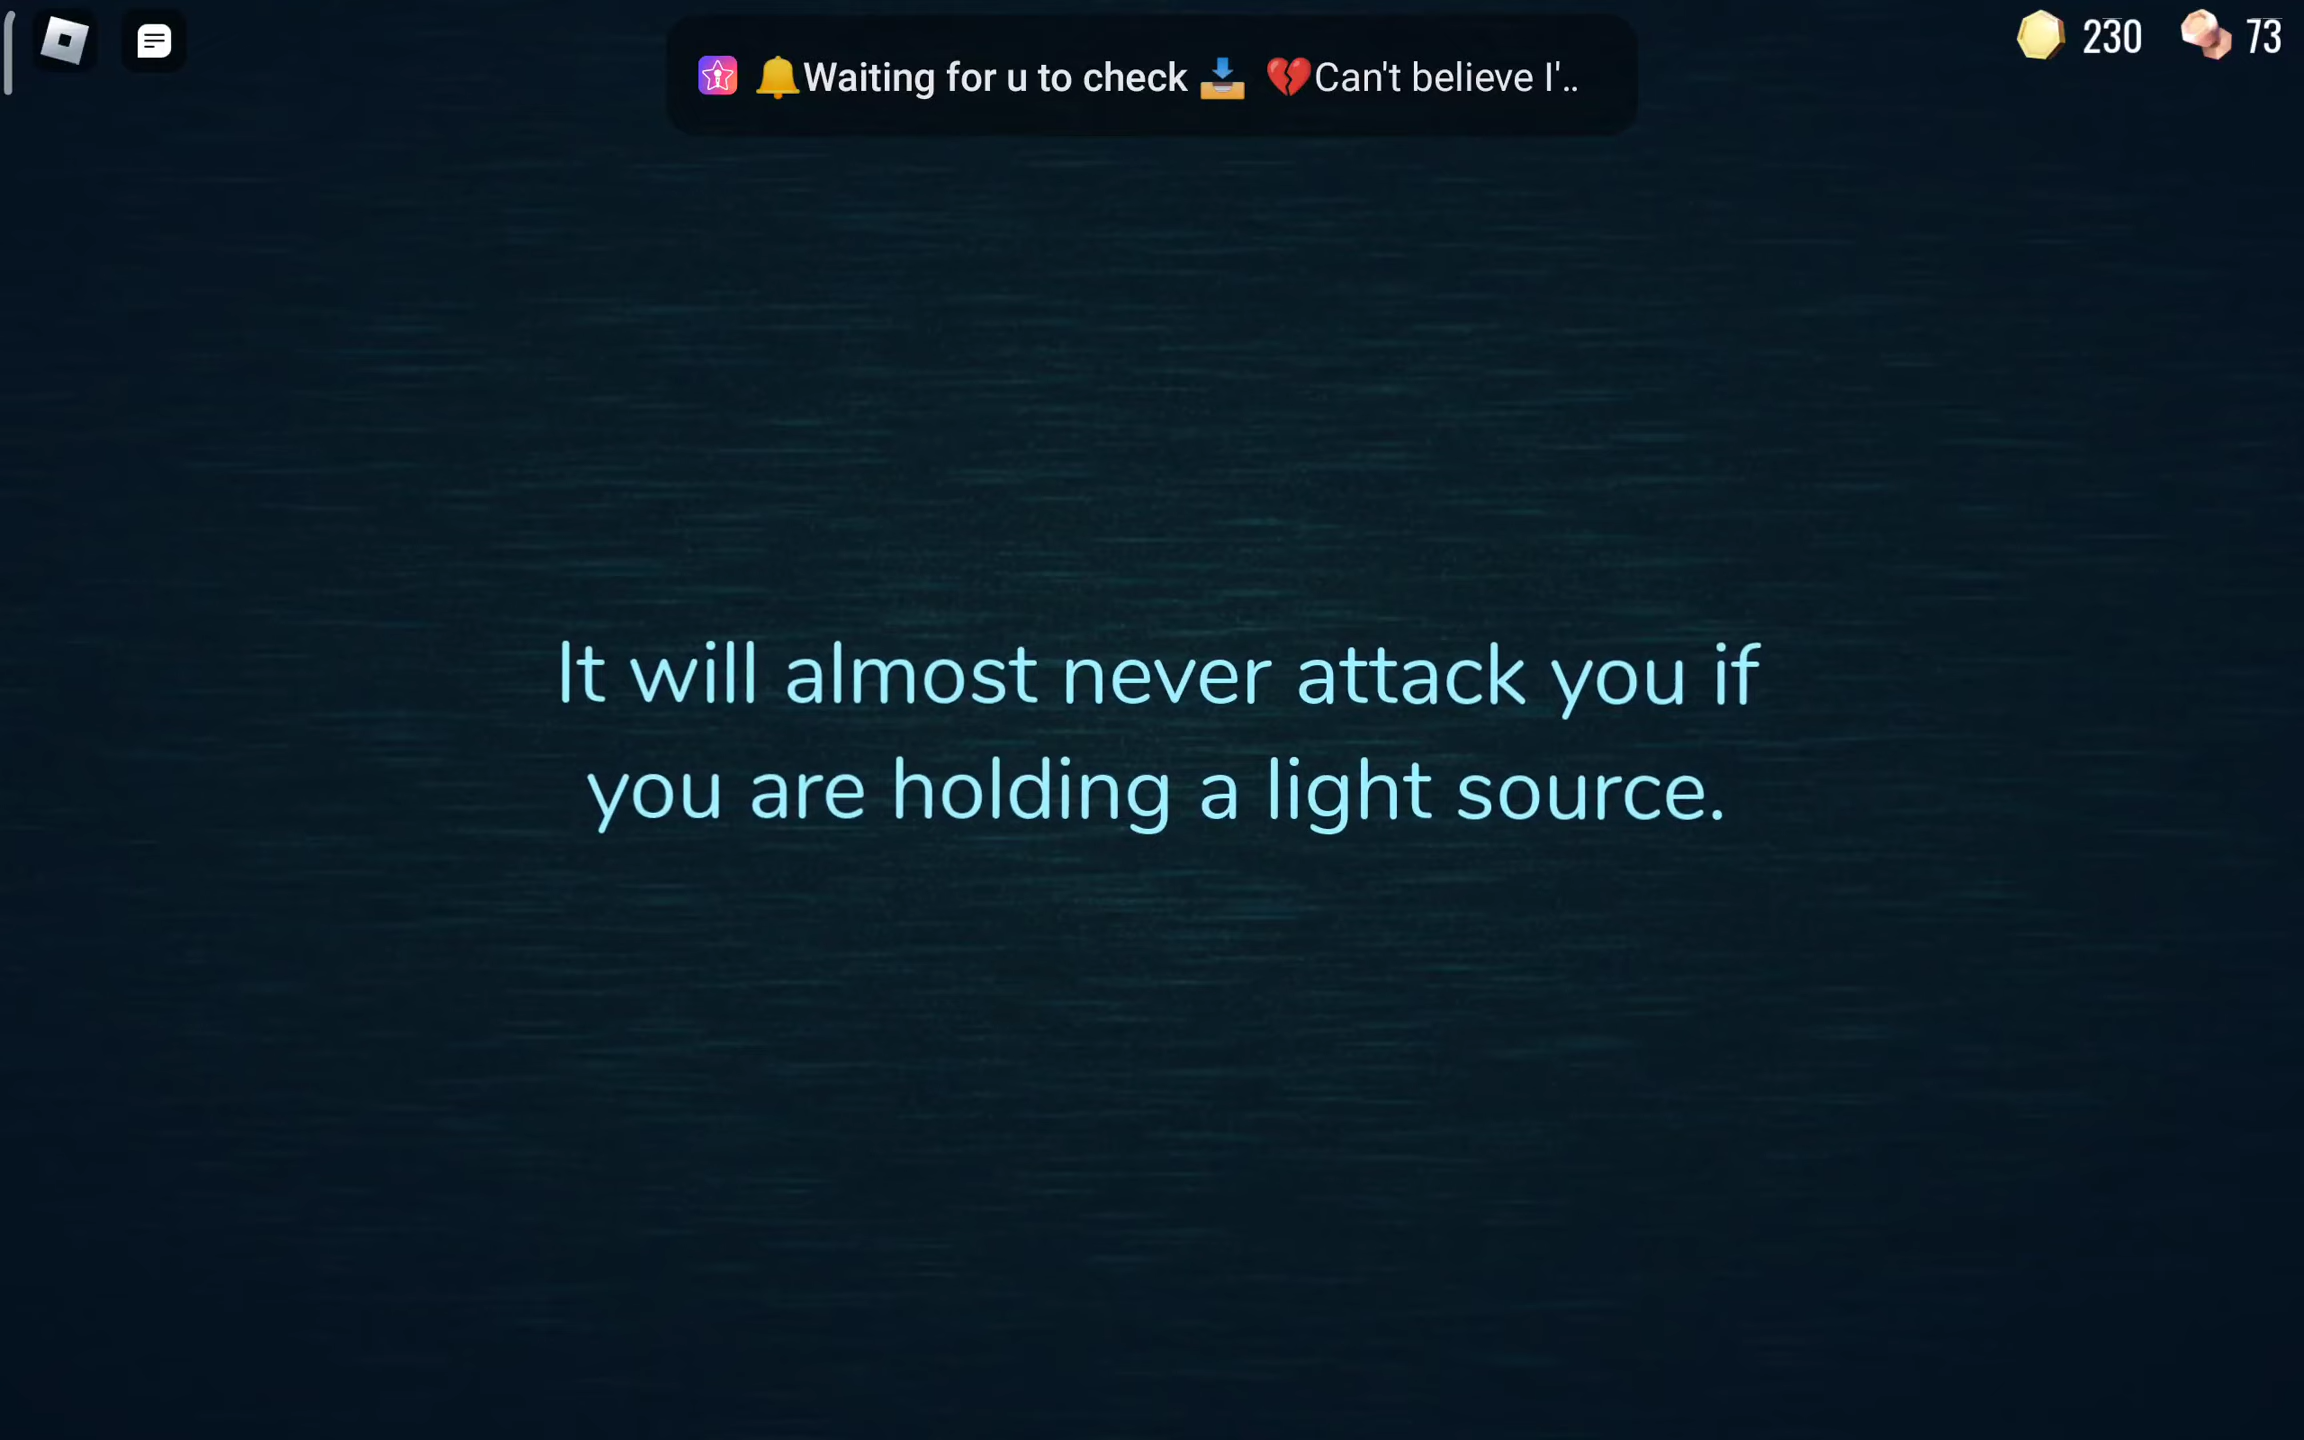 🔔Waiting for u to check 📥 💔Can't believe I'..
230
73
It will almost never attack you if
you are holding a light source.